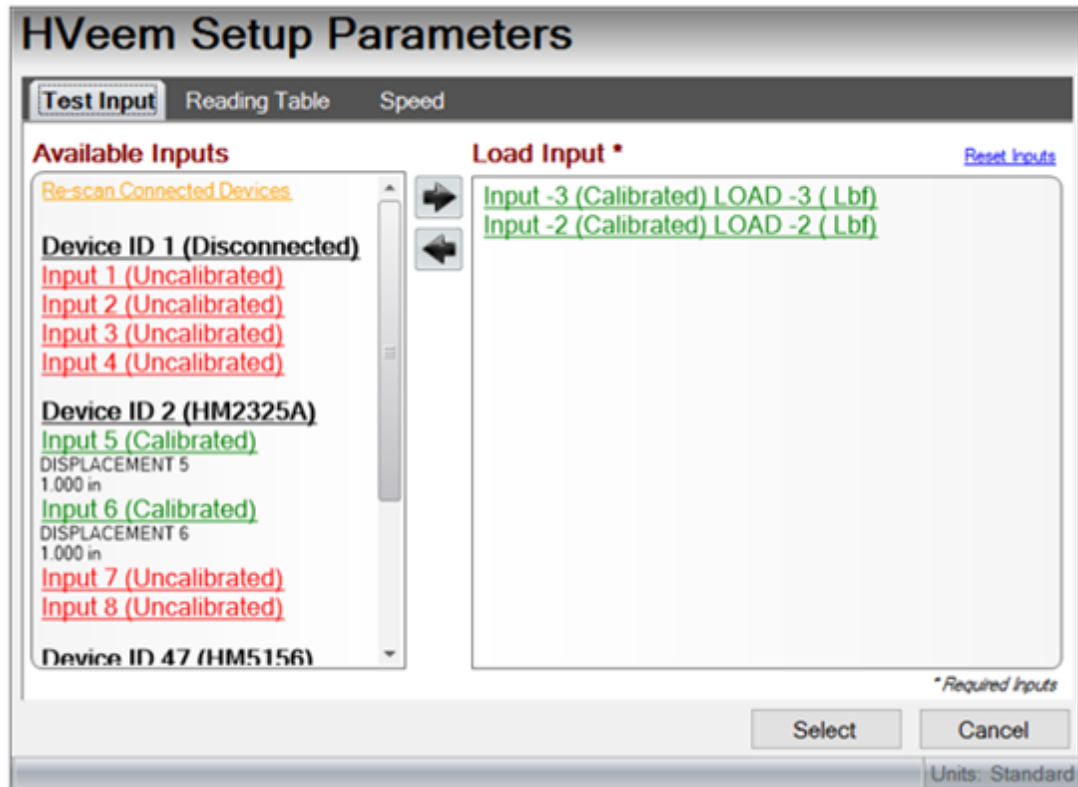 HVeem Setup Parameters
Test Input Reading Table Speed
Available Inputs
Re-scan Connected Devices
Device ID 1 (Disconnected)
Input 1 (Uncalibrated)
Input 2 (Uncalibrated)
Input 3 (Uncalibrated)
Input 4 (Uncalibrated)
Device ID 2 (HM2325A)
Input 5 (Calibrated)
DISPLACEMENT 5
1.000 in
Input 6 (Calibrated)
DISPLACEMENT 6
1.000 in
Input 7 (Uncalibrated)
Input 8 (Uncalibrated)
Device ID 47 (HM5156)
Load Input *
Reset Inputs
Input -3 (Calibrated) LOAD -3 ( Lbf)
Input -2 (Calibrated) LOAD -2 ( Lbf)
* Required Inputs
Select Cancel
Units: Standard